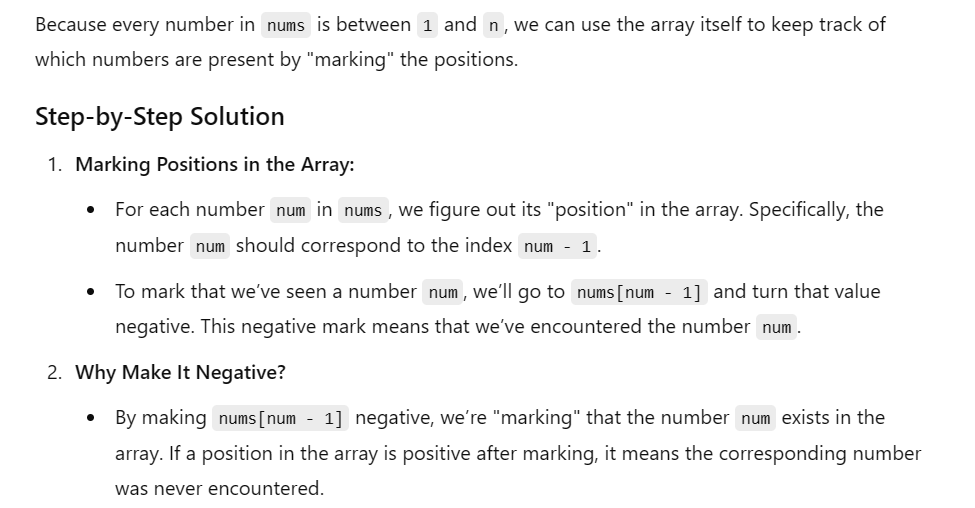 Because every number in nums is between 1 and n, we can use the array itself to keep track of
which numbers are present by "marking" the positions.
Step-by-Step Solution
1. Marking Positions in the Array:
• For each number num in nums, we figure out its "position" in the array. Specifically, the
number num should correspond to the index num - 1.
• To mark that we’ve seen a number num, we’ll go to nums[num - 1] and turn that value
negative. This negative mark means that we’ve encountered the number num.
2. Why Make It Negative?
• By making nums[num - 1] negative, we’re "marking" that the number num exists in the
array. If a position in the array is positive after marking, it means the corresponding number
was never encountered.